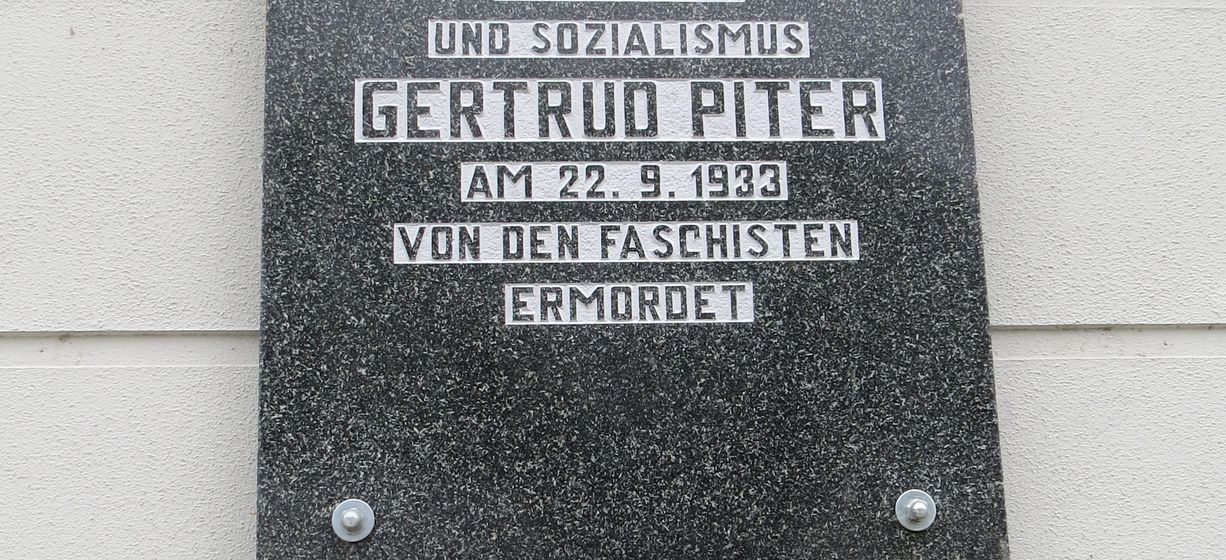 UND SOZIALISMUS
GERTRUD PITER
AM 22. 9. 1933
VON DEN FASCHISTEN
ERMORDET